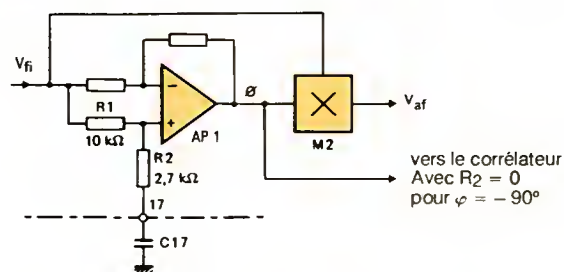 Vfi
R1
10 kΩ
−
+
AP 1
R2
2,7 kΩ
17
C17
ø
×
M2
Vaf
vers le corrélateur
Avec R2 = 0
pour φ = − 90°